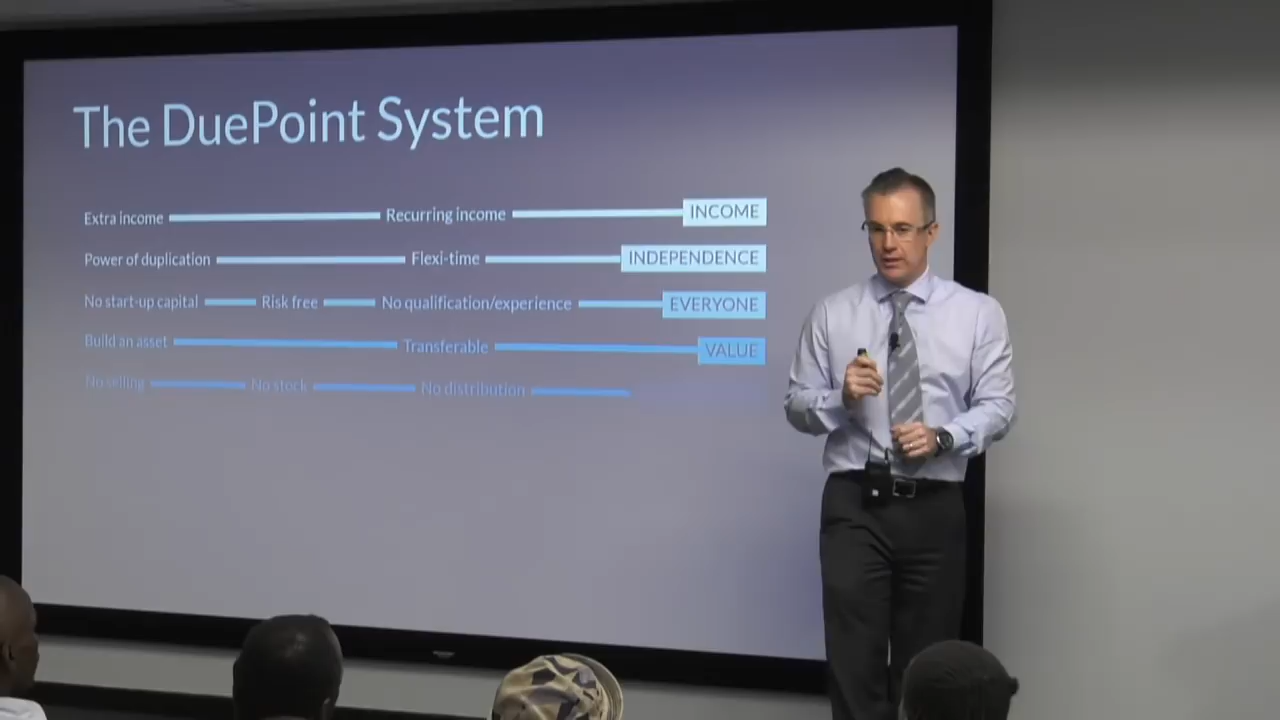 The DuePoint System
Extra income Recurring income INCOME
Power of duplication Flexi-time INDEPENDENCE
No start-up capital Risk free No qualification/experience EVERYONE
Build an asset Transferable VALUE
No selling No stock No distribution